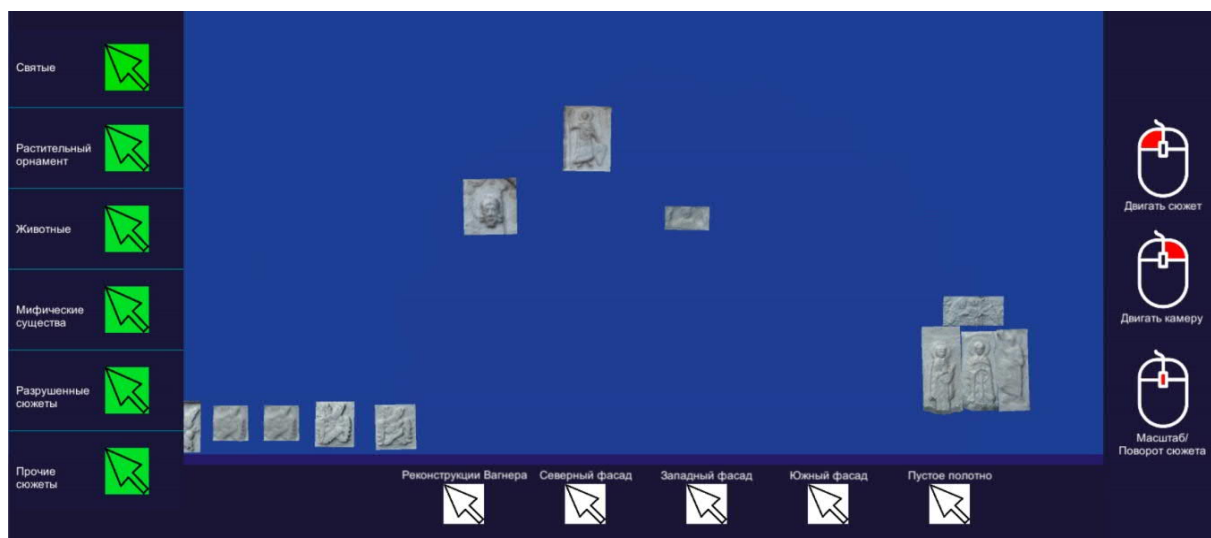 Святые
Растительный
орнамент
Животные
Мифические
существа
Разрушенные
сюжеты
Прочие
сюжеты
Двигать сюжет
Двигать камеру
Масштаб/
Поворот сюжета
Реконструкции Вагнера
Северный фасад
Западный фасад
Южный фасад
Пустое полотно